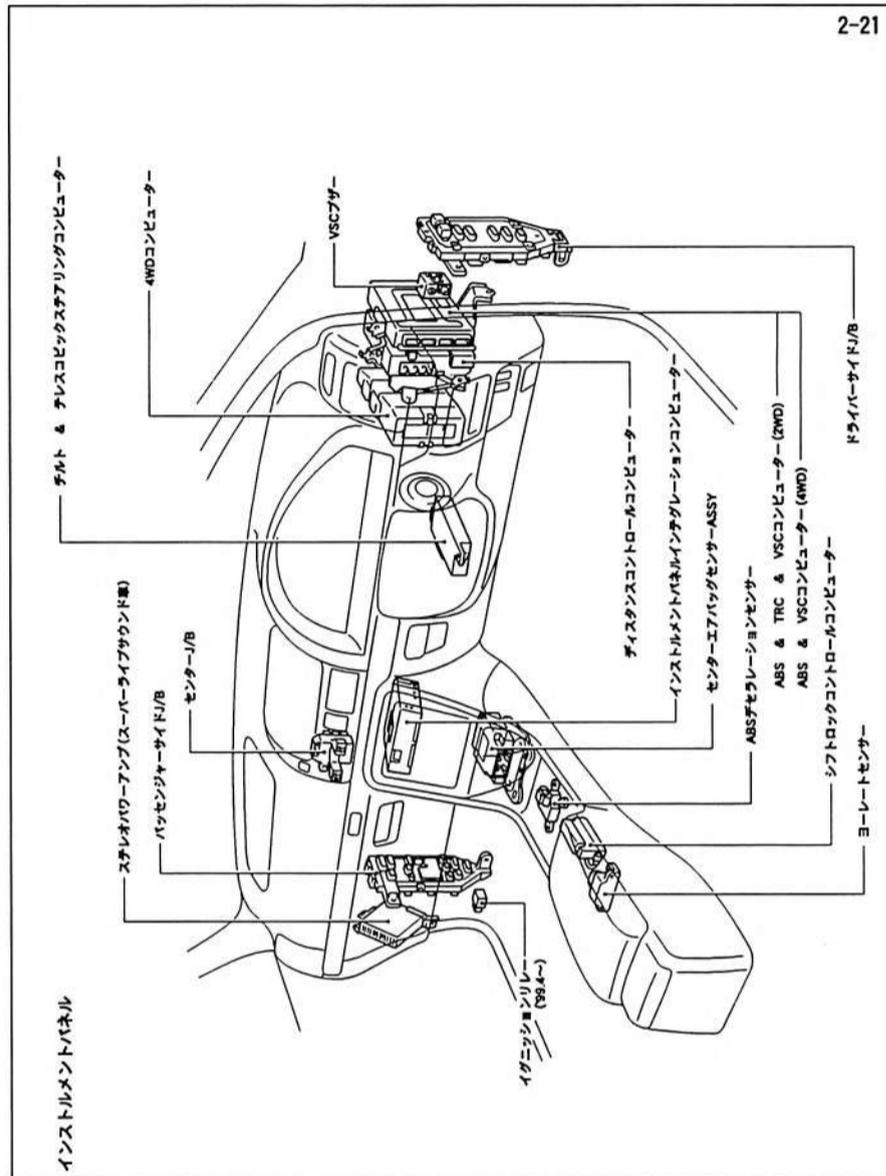 2-21
インストルメントパネル
チルト & テレスコピックステアリングコンピューター
4WDコンピューター
VSCブザー
ステレオパワーアンプ(スーパーライブサウンド車)
パッセンジャーサイドJ/B
センターJ/B
イグニッションリレー
('99.4~)
ディスタンスコントロールコンピューター
インストルメントパネルインテグレーションコンピューター
センターエアバッグセンサーASSY
ABSデセラレーションセンサー
ABS & TRC & VSCコンピューター(2WD)
ABS & VSCコンピューター(4WD)
シフトロックコントロールコンピューター
ヨーレートセンサー
ドライバーサイドJ/B